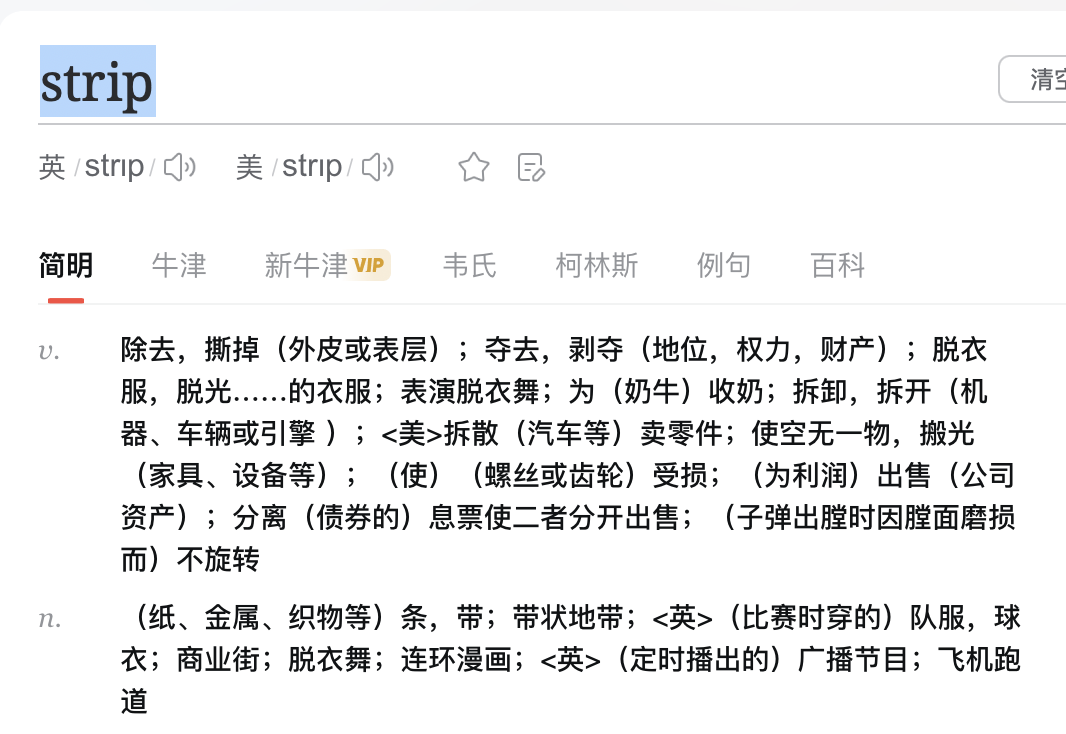 strip
清空
英 /strɪp/ 美 /strɪp/
简明 牛津 新牛津 VIP 韦氏 柯林斯 例句 百科
v. 除去，撕掉（外皮或表层）；夺去，剥夺（地位，权力，财产）；脱衣
服，脱光……的衣服；表演脱衣舞；为（奶牛）收奶；拆卸，拆开（机
器、车辆或引擎 ）；<美>拆散（汽车等）卖零件；使空无一物，搬光
（家具、设备等）；（使）（螺丝或齿轮）受损；（为利润）出售（公司
资产）；分离（债券的）息票使二者分开出售；（子弹出膛时因膛面磨损
而）不旋转
n. （纸、金属、织物等）条，带；带状地带；<英>（比赛时穿的）队服，球
衣；商业街；脱衣舞；连环漫画；<英>（定时播出的）广播节目；飞机跑
道